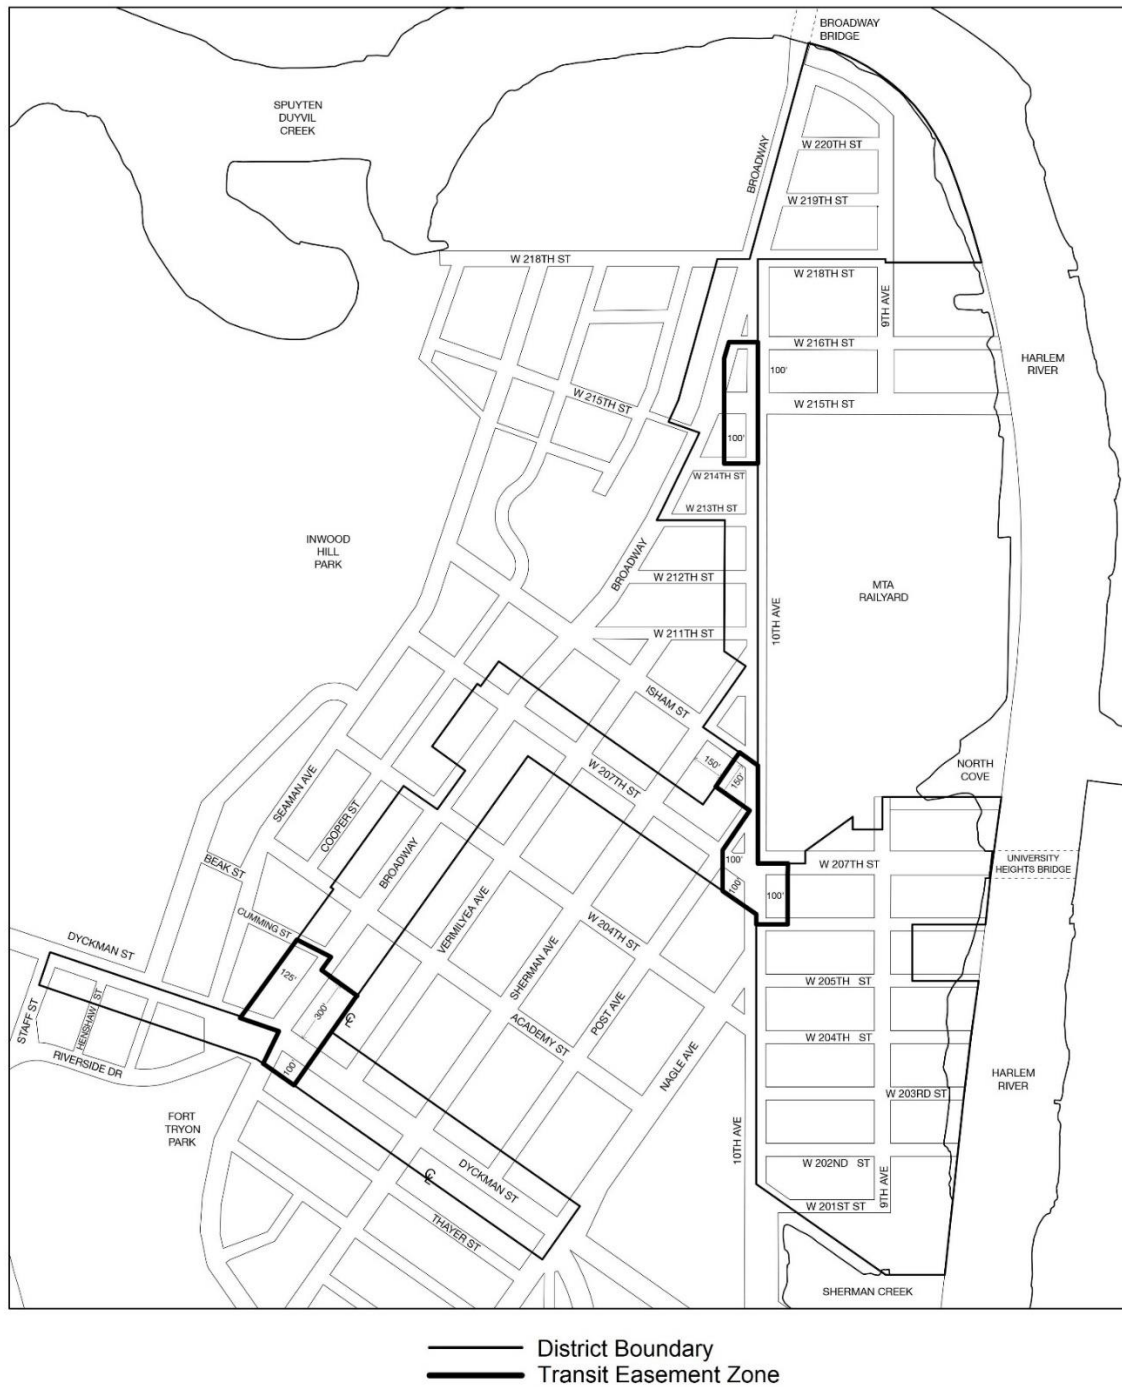 BROADWAY
BRIDGE
SPUYTEN
DUYVIL
CREEK
BROADWAY
W 220TH ST
W 219TH ST
W 218TH ST
W 218TH ST
9TH AVE
W 216TH ST
HARLEM
RIVER
100'
W 215TH ST
W 215TH ST
100'
W 214TH ST
W 213TH ST
INWOOD
HILL
PARK
BROADWAY
W 212TH ST
MTA
RAILYARD
10TH AVE
W 211TH ST
ISHAM ST
150'
150'
NORTH
COVE
W 207TH ST
SEAMAN AVE
COOPER ST
BROADWAY
BEAK ST
100'
W 207TH ST
UNIVERSITY
HEIGHTS BRIDGE
100'
100'
VERMILYEA AVE
CUMMING ST
W 204TH ST
DYCKMAN ST
SHERMAN AVE
125'
W 205TH ST
STAFF ST
HENSHAW ST
300'
CL
POST AVE
ACADEMY ST
W 204TH ST
RIVERSIDE DR
100'
NAGLE AVE
HARLEM
RIVER
W 203RD ST
FORT
TRYON
PARK
10TH AVE
DYCKMAN ST
CL
W 202ND ST
9TH AVE
W 201ST ST
THAYER ST
SHERMAN CREEK
District Boundary
Transit Easement Zone